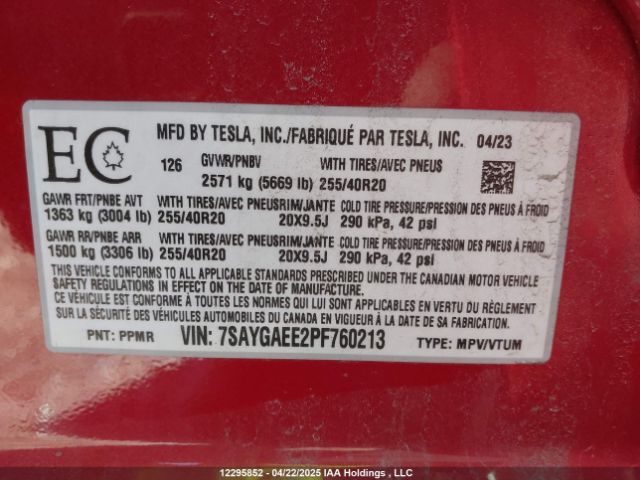 EC
MFD BY TESLA, INC./FABRIQUÉ PAR TESLA, INC. 04/23
126 GVWR/PNBV WITH TIRES/AVEC PNEUS
2571 kg (5669 lb) 255/40R20
GAWR FRT/PNBE AVT WITH TIRES/AVEC PNEUS RIM/JANTE COLD TIRE PRESSURE/PRESSION DES PNEUS À FROID
1363 kg (3004 lb) 255/40R20 20X9.5J 290 kPa, 42 psi
GAWR RR/PNBE ARR WITH TIRES/AVEC PNEUS RIM/JANTE COLD TIRE PRESSURE/PRESSION DES PNEUS À FROID
1500 kg (3306 lb) 255/40R20 20X9.5J 290 kPa, 42 psi
THIS VEHICLE CONFORMS TO ALL APPLICABLE STANDARDS PRESCRIBED UNDER THE CANADIAN MOTOR VEHICLE
SAFETY REGULATIONS IN EFFECT ON THE DATE OF MANUFACTURE.
CE VÉHICULE EST CONFORME À TOUTES LES NORMES QUI LUI SONT APPLICABLES EN VERTU DU RÈGLEMENT
SUR LA SÉCURITÉ DES VÉHICULES AUTOMOBILES DU CANADA EN VIGUEUR À LA DATE DE SA FABRICATION.
PNT: PPMR VIN: 7SAYGAEE2PF760213 TYPE: MPV/VTUM
12295852 - 04/22/2025 IAA Holdings , LLC